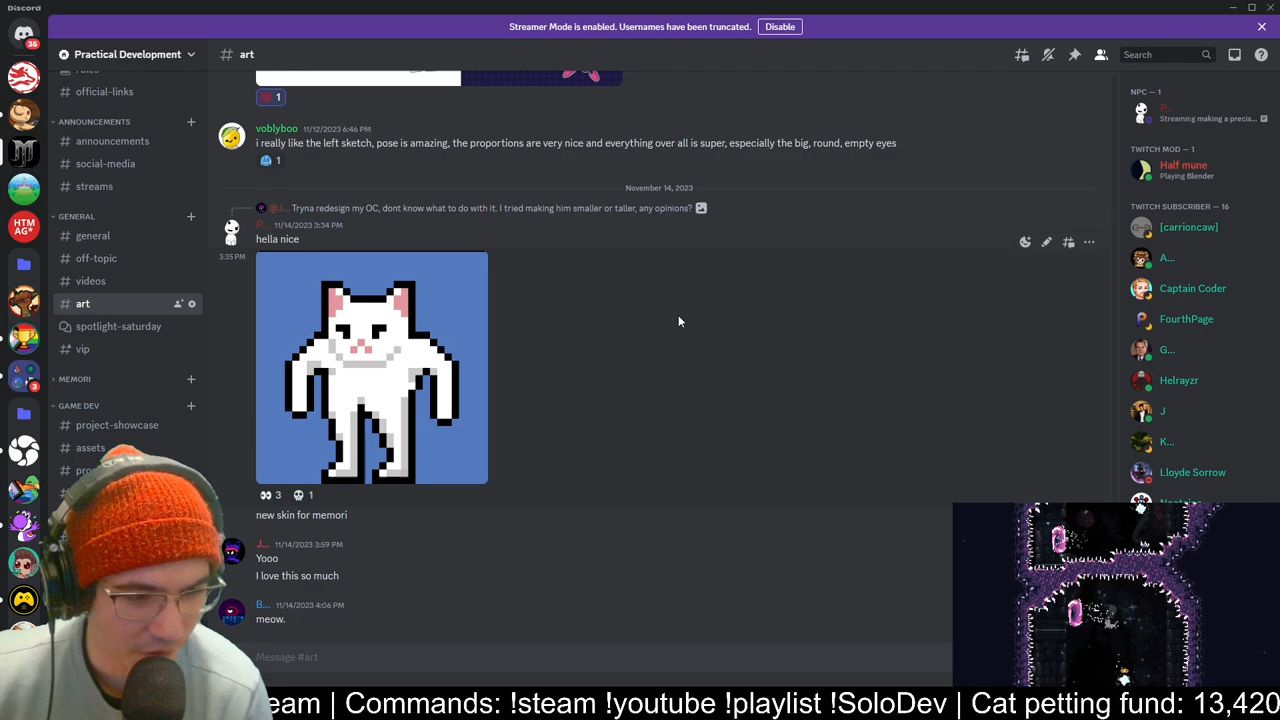 Discord
Streamer Mode is enabled. Usernames have been truncated.
Disable
35
Practical Development
art
Search
rules
official-links
ANNOUNCEMENTS
announcements
social-media
streams
GENERAL
general
off-topic
videos
art
spotlight-saturday
vip
MEMORI
GAME DEV
project-showcase
assets
HTM
AG*
3
1
voblyboo 11/12/2023 6:46 PM
i really like the left sketch, pose is amazing, the proportions are very nice and everything over all is super, especially the big, round, empty eyes
1
November 14, 2023
@J... Tryna redesign my OC, dont know what to do with it. I tried making him smaller or taller, any opinions?
P... 11/14/2023 3:34 PM
hella nice
3:35 PM
3 1
new skin for memori
J... 11/14/2023 3:59 PM
Yooo
I love this so much
B... 11/14/2023 4:06 PM
meow.
Message #art
NPC — 1
P...
Streaming making a precis...
TWITCH MOD — 1
Half mune
Playing Blender
TWITCH SUBSCRIBER — 16
[carrioncaw]
A...
Captain Coder
FourthPage
G...
Helrayzr
J
K...
Lloyde Sorrow
eam | Commands: !steam !youtube !playlist !SoloDev | Cat petting fund: 13,420